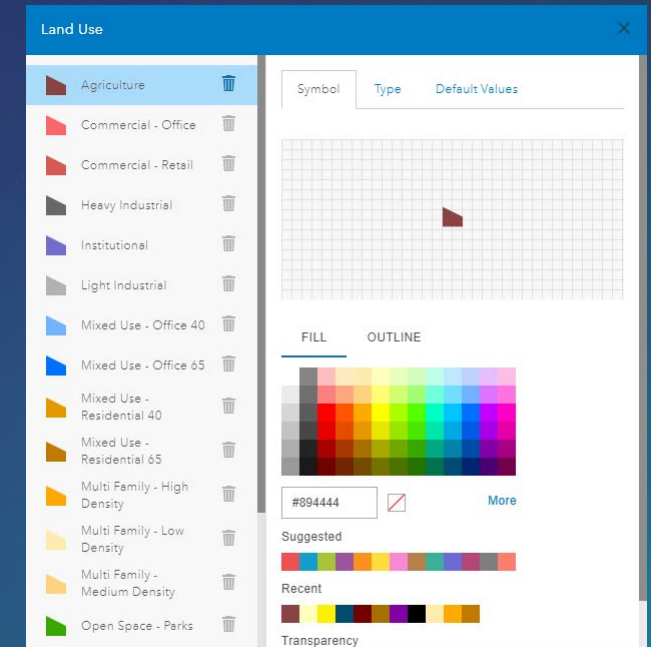 Land Use
Agriculture
Commercial - Office
Commercial - Retail
Heavy Industrial
Institutional
Light Industrial
Mixed Use - Office 40
Mixed Use - Office 65
Mixed Use -
Residential 40
Mixed Use -
Residential 65
Multi Family - High
Density
Multi Family - Low
Density
Multi Family -
Medium Density
Open Space - Parks
Symbol Type Default Values
FILL OUTLINE
#894444
More
Suggested
Recent
Transparency